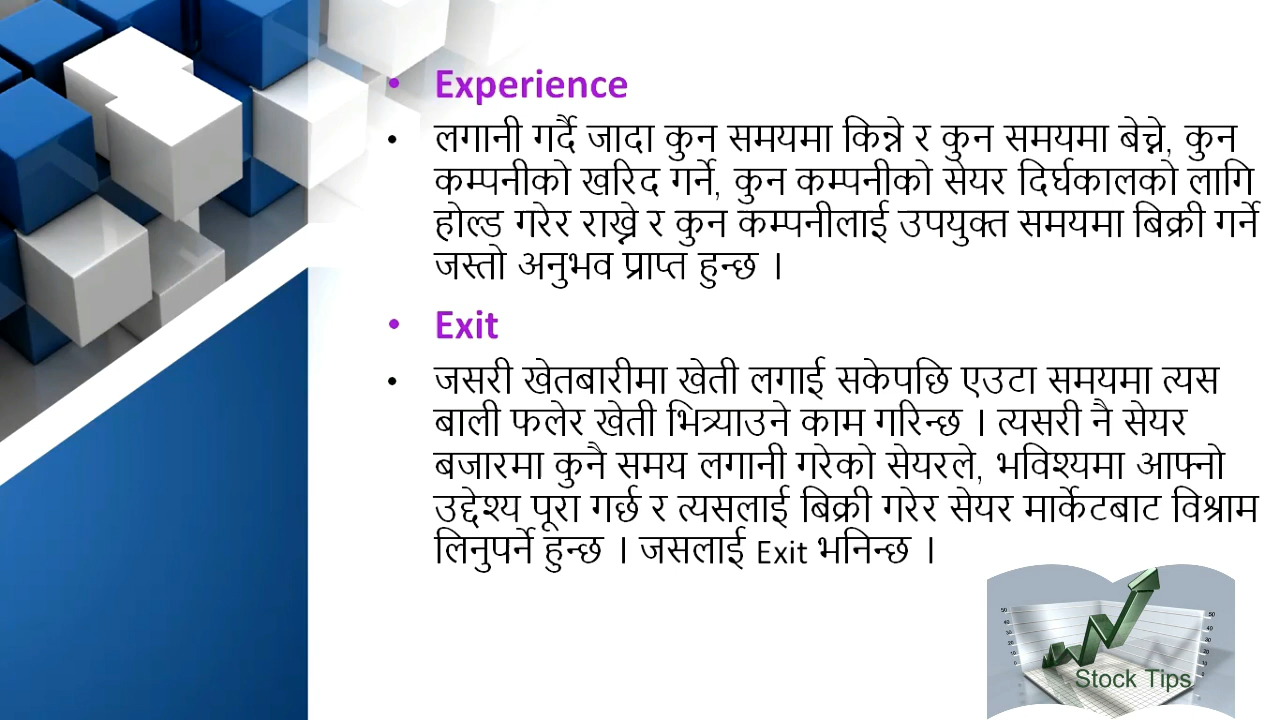 • Experience
• लगानी गर्दै जादा कुन समयमा किन्ने र कुन समयमा बेच्ने, कुन
कम्पनीको खरिद गर्ने, कुन कम्पनीको सेयर दिर्घकालको लागि
होल्ड गरेर राख्ने र कुन कम्पनीलाई उपयुक्त समयमा बिक्री गर्ने
जस्तो अनुभव प्राप्त हुन्छ ।
• Exit
• जसरी खेतबारीमा खेती लगाई सकेपछि एउटा समयमा त्यस
बाली फलेर खेती भित्र्याउने काम गरिन्छ । त्यसरी नै सेयर
बजारमा कुनै समय लगानी गरेको सेयरले, भविश्यमा आफ्नो
उद्देश्य पूरा गर्छ र त्यसलाई बिक्री गरेर सेयर मार्केटबाट विश्राम
लिनुपर्ने हुन्छ । जसलाई Exit भनिन्छ ।
Stock Tips